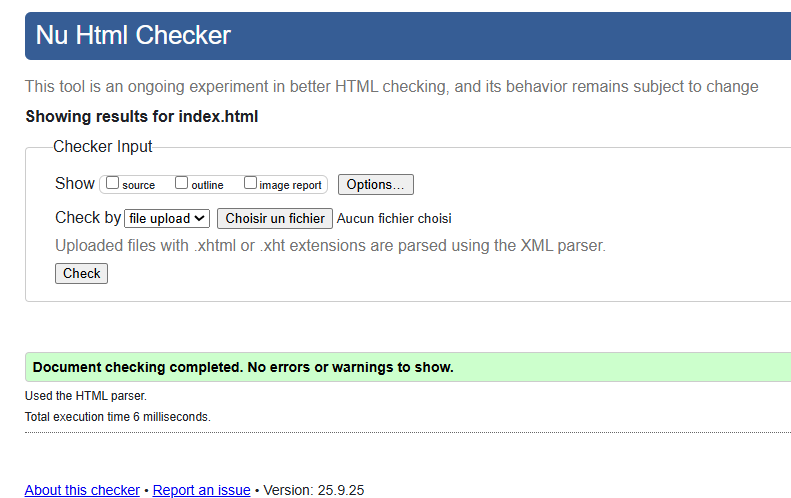 Nu Html Checker
This tool is an ongoing experiment in better HTML checking, and its behavior remains subject to change
Showing results for index.html
Checker Input
Show source outline image report Options...
Check by file upload Choisir un fichier Aucun fichier choisi
Uploaded files with .xhtml or .xht extensions are parsed using the XML parser.
Check
Document checking completed. No errors or warnings to show.
Used the HTML parser.
Total execution time 6 milliseconds.
About this checker • Report an issue • Version: 25.9.25